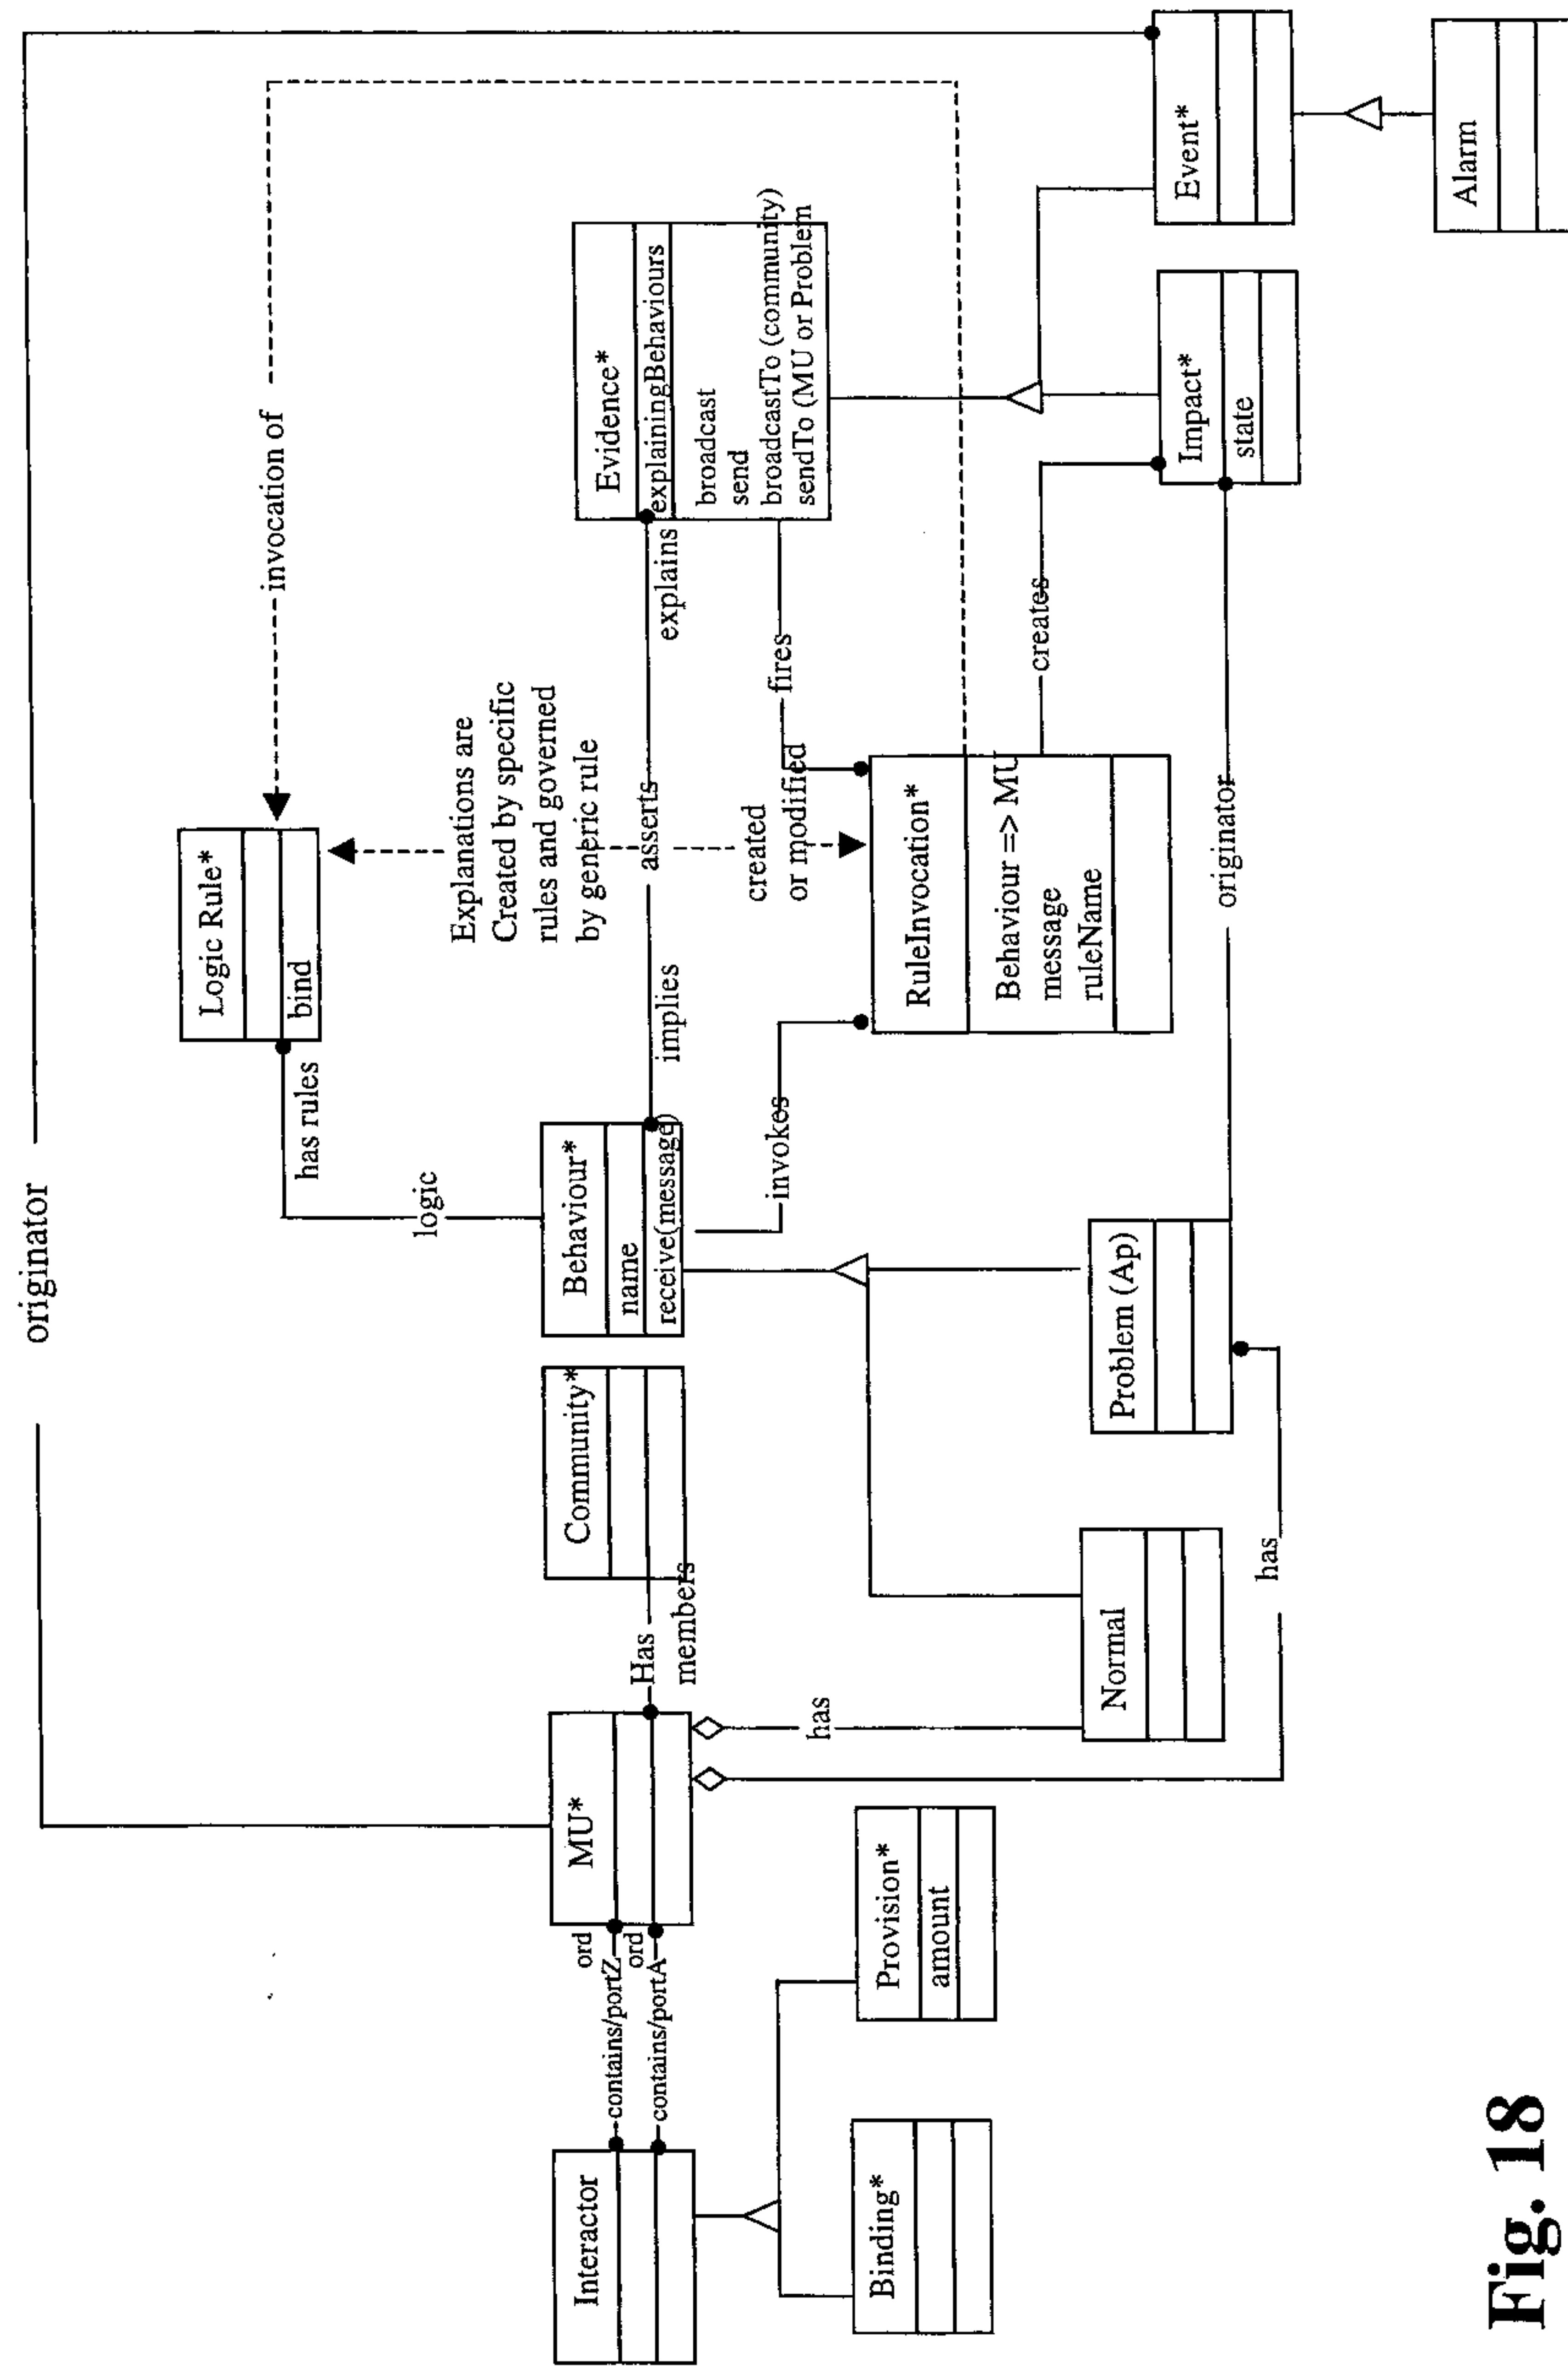 originator
Logic Rule*
bind
has rules
invocation of
logic
Explanations are
Created by specific
rules and governed
by generic rule
Interactor
contains/portZ
contains/portA
ord
ord
MU*
Has
members
Community*
Behaviour*
name
receive(message)
implies
asserts
explains
Evidence*
explainingBehaviours
broadcast
send
broadcastTo (community)
sendTo (MU or Problem
invokes
created
or modified
fires
RuleInvocation*
Behaviour => MU
message
ruleName
creates
has
Binding*
Provision*
amount
Normal
Problem (Ap)
has
originator
Impact*
state
Event*
Alarm
Fig. 18